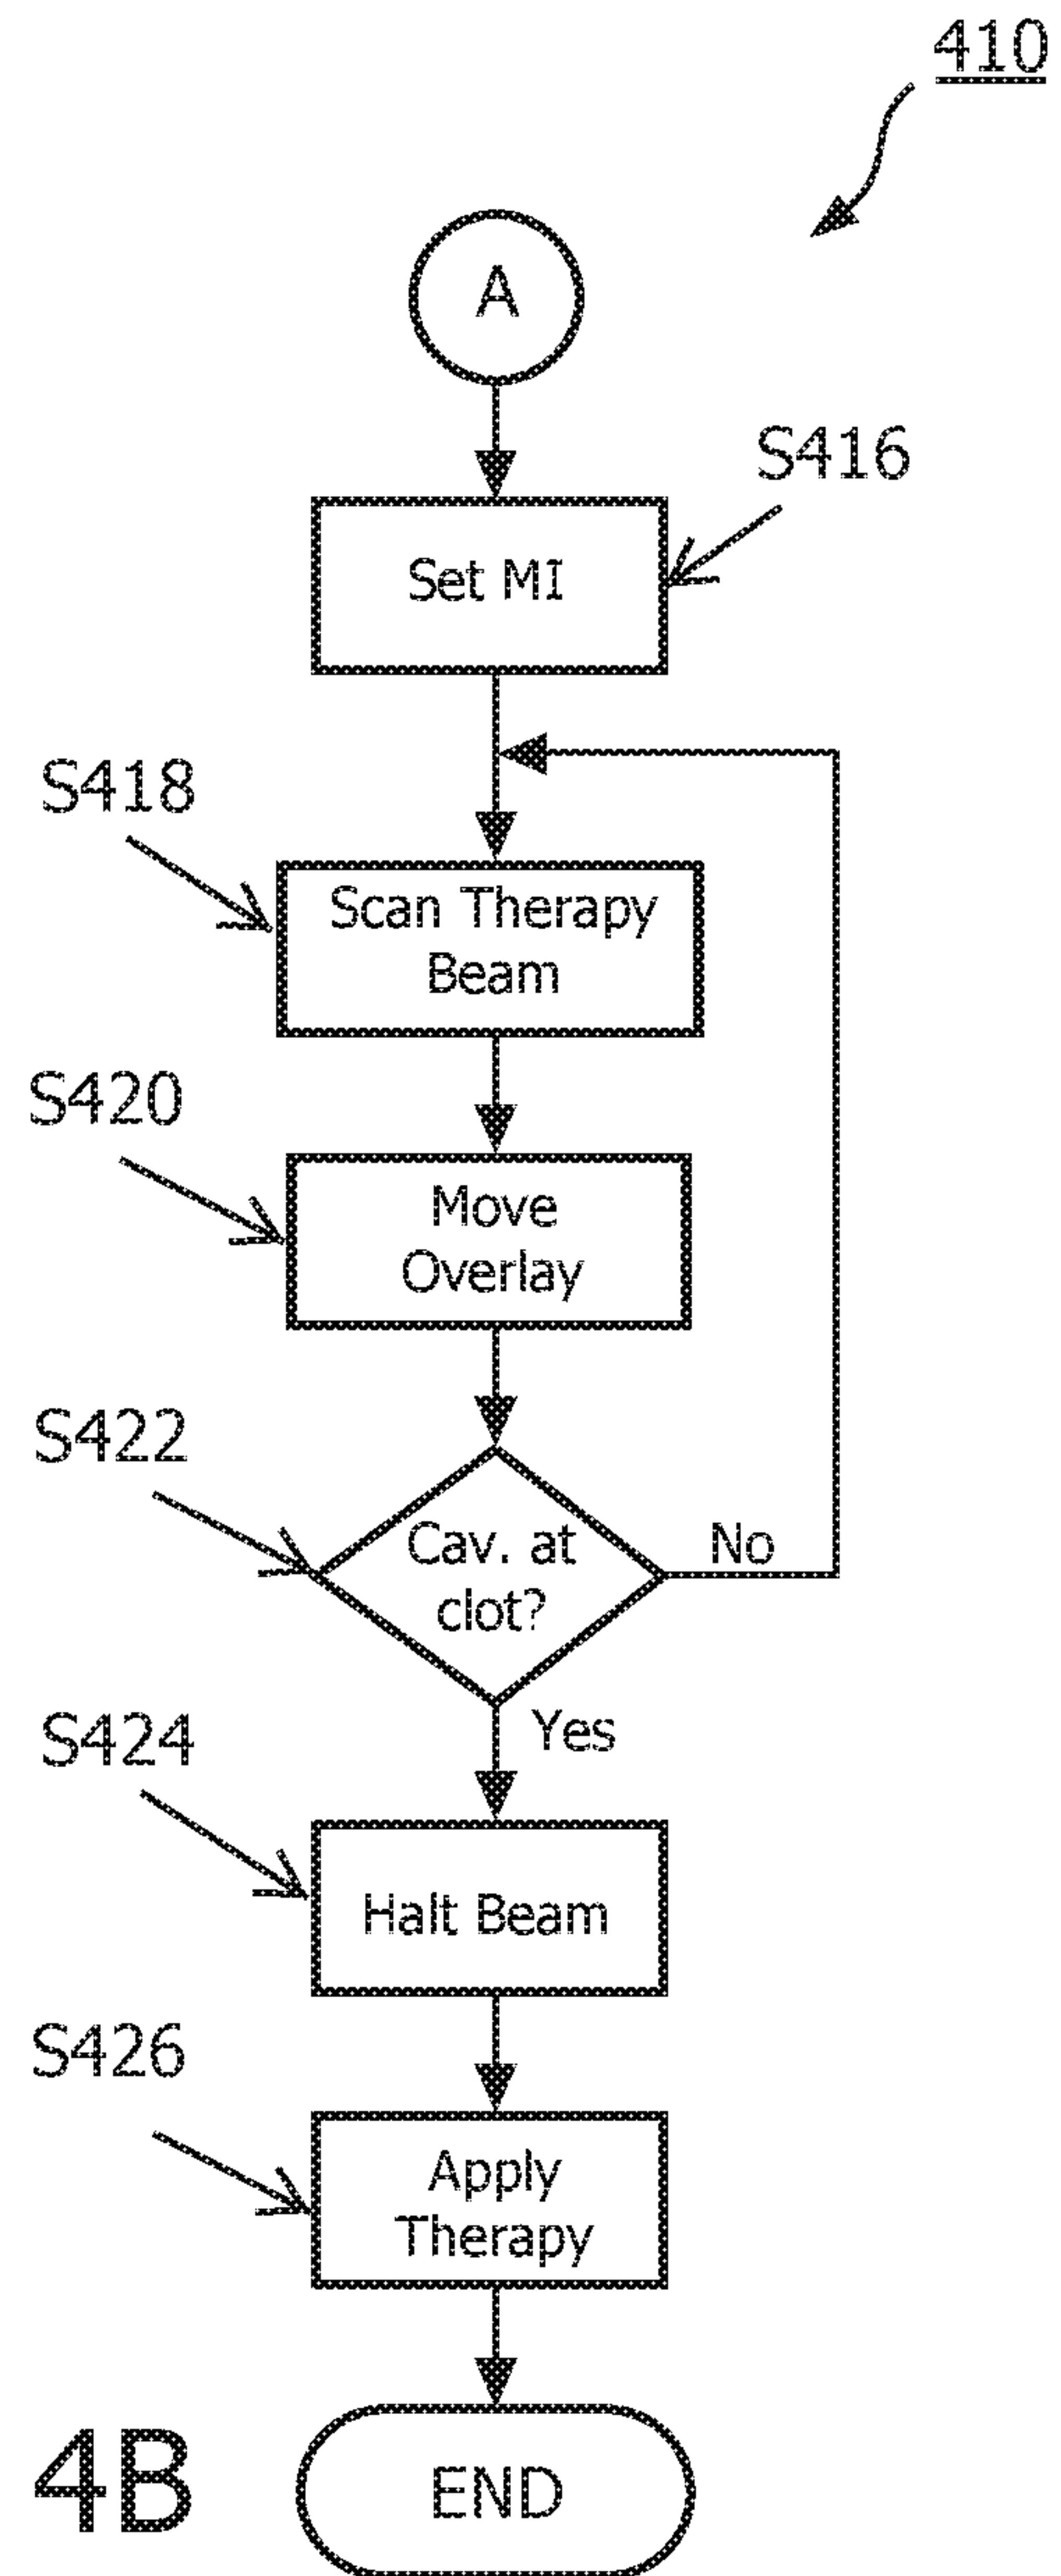 410
A
S416
Set MI
S418
Scan Therapy
Beam
S420
Move
Overlay
S422
Cav. at
clot?
No
Yes
S424
Halt Beam
S426
Apply
Therapy
4B
END